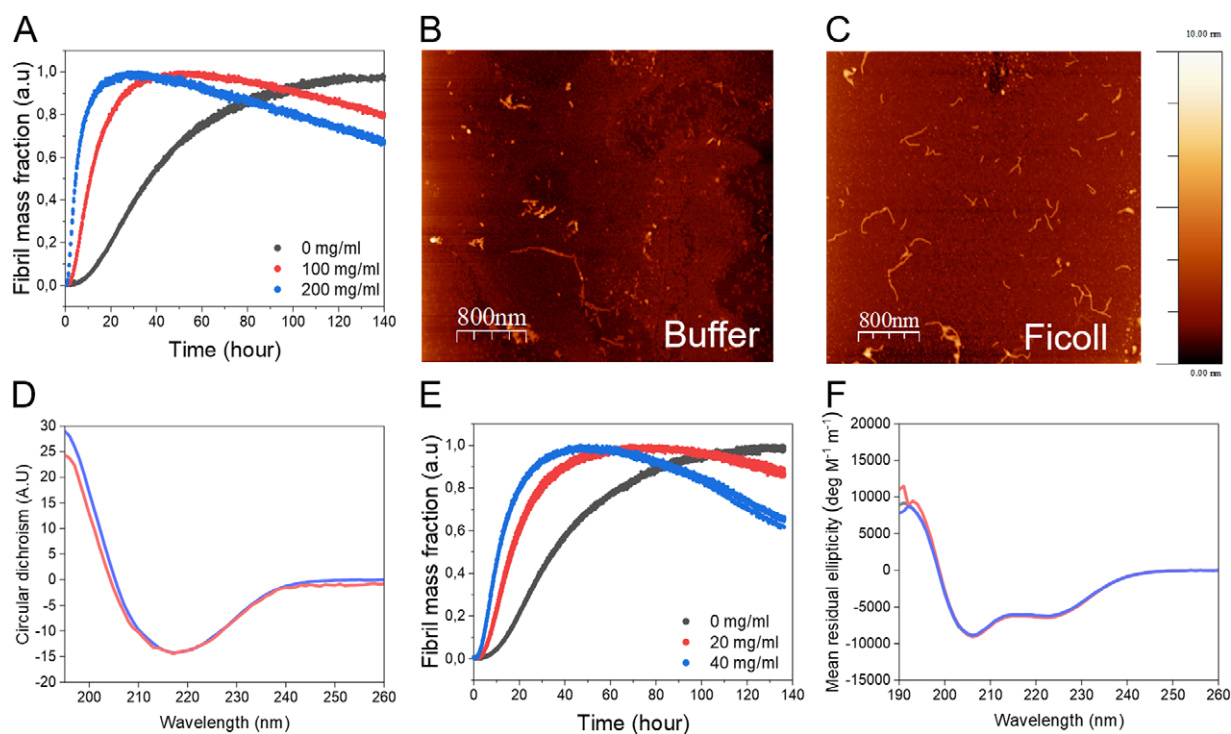 A
Fibril mass fraction (a.u)
1,0
0,8
0,6
0,4
0,2
0,0
0 mg/ml
100 mg/ml
200 mg/ml
0 20 40 60 80 100 120 140
Time (hour)
B
800nm
Buffer
C
800nm
Ficoll
10.00 nm
0.00 nm
D
Circular dichroism (A.U)
30
25
20
15
10
5
0
-5
-10
-15
-20
200 210 220 230 240 250 260
Wavelength (nm)
E
Fibril mass fraction (a.u)
1,0
0,8
0,6
0,4
0,2
0,0
0 mg/ml
20 mg/ml
40 mg/ml
0 20 40 60 80 100 120 140
Time (hour)
F
Mean residual ellipticity (deg M⁻¹ m⁻¹)
20000
15000
10000
5000
0
-5000
-10000
-15000
190 200 210 220 230 240 250 260
Wavelength (nm)